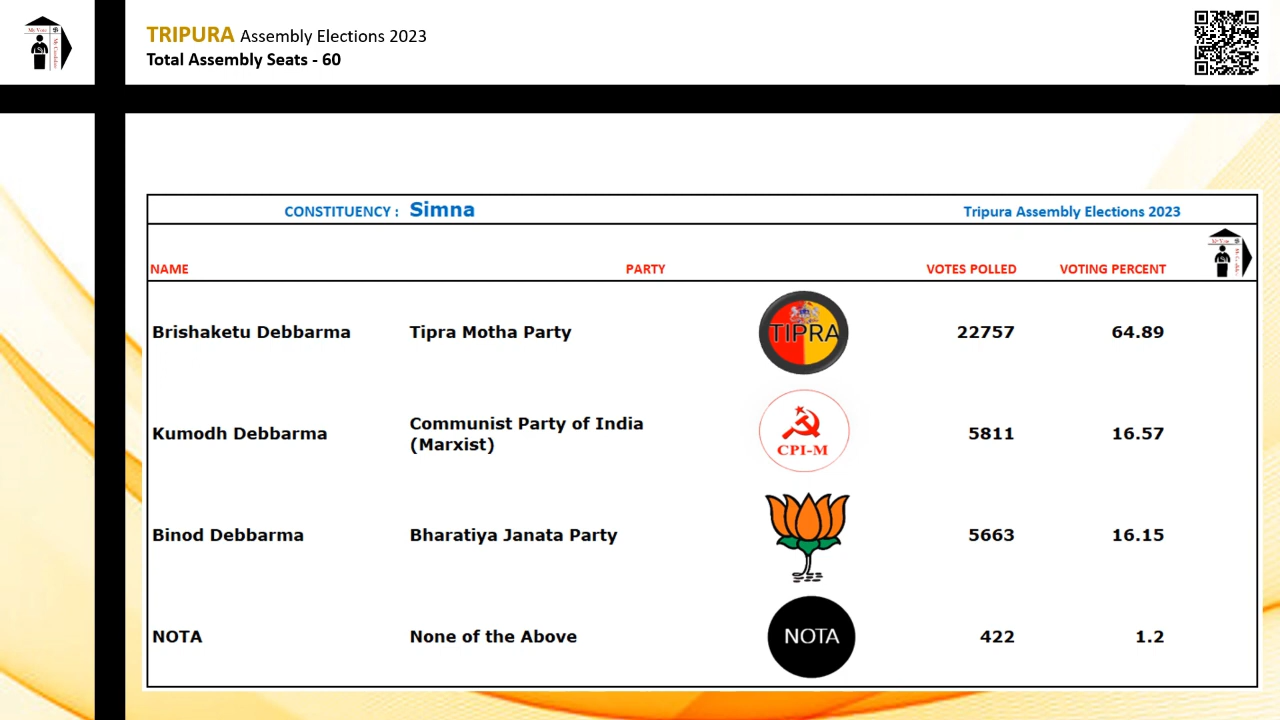 TRIPURA Assembly Elections 2023
Total Assembly Seats - 60
CONSTITUENCY : Simna Tripura Assembly Elections 2023
NAME PARTY VOTES POLLED VOTING PERCENT
Brishaketu Debbarma Tipra Motha Party TIPRA 22757 64.89
Kumodh Debbarma Communist Party of India (Marxist) CPI-M 5811 16.57
Binod Debbarma Bharatiya Janata Party 5663 16.15
NOTA None of the Above NOTA 422 1.2